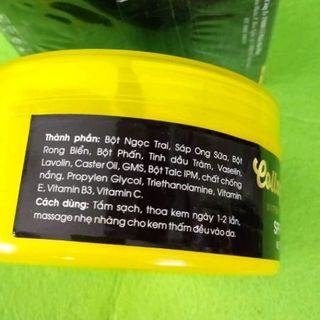 Thành phần: Bột Ngọc Trai, Sáp Ong Sữa, Bột
Rong Biển, Bột Phấn, Tinh dầu Tràm, Vaselin,
Lavolin, Caster Oil, GMS, Bột Talc IPM, chất chống
nắng, Propylen Glycol, Triethanolamine, Vitamin
E, Vitamin B3, Vitamin C.
Cách dùng: Tắm sạch, thoa kem ngày 1-2 lần,
massage nhẹ nhàng cho kem thấm đều vào da.